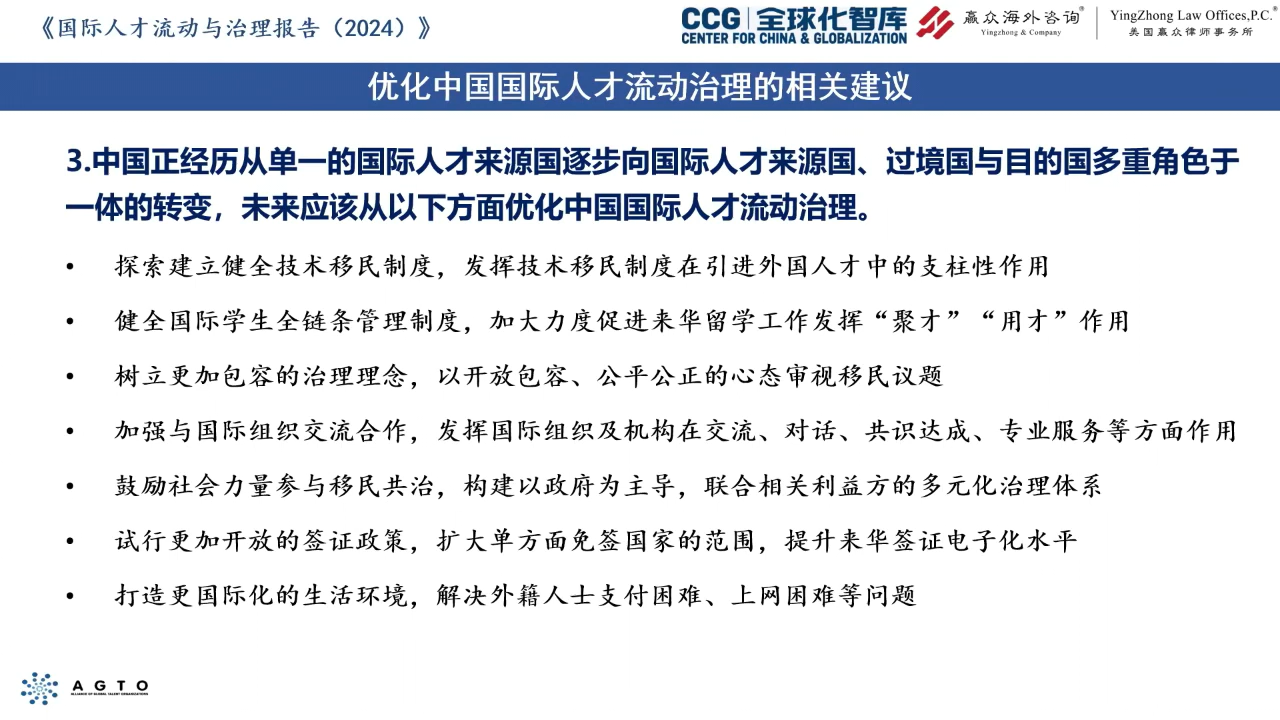 《国际人才流动与治理报告（2024）》
CCG 全球化智库
CENTER FOR CHINA & GLOBALIZATION
赢众海外咨询®
Yingzhong & Company
YingZhong Law Offices,P.C.®
美国赢众律师事务所
优化中国国际人才流动治理的相关建议
3.中国正经历从单一的国际人才来源国逐步向国际人才来源国、过境国与目的国多重角色于
一体的转变，未来应该从以下方面优化中国国际人才流动治理。
• 探索建立健全技术移民制度，发挥技术移民制度在引进外国人才中的支柱性作用
• 健全国际学生全链条管理制度，加大力度促进来华留学工作发挥“聚才”“用才”作用
• 树立更加包容的治理理念，以开放包容、公平公正的心态审视移民议题
• 加强与国际组织交流合作，发挥国际组织及机构在交流、对话、共识达成、专业服务等方面作用
• 鼓励社会力量参与移民共治，构建以政府为主导，联合相关利益方的多元化治理体系
• 试行更加开放的签证政策，扩大单方面免签国家的范围，提升来华签证电子化水平
• 打造更国际化的生活环境，解决外籍人士支付困难、上网困难等问题
AGTO
ALLIANCE OF GLOBAL TALENT ORGANIZATIONS